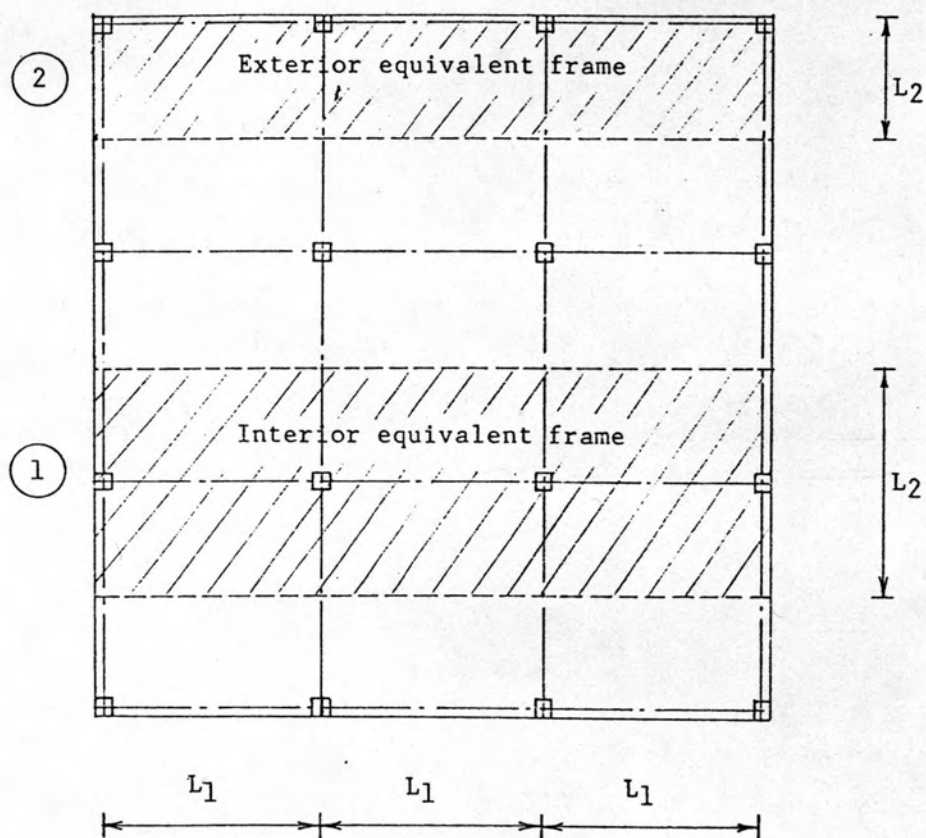 2
Exterior equivalent frame
L2
Interior equivalent frame
1
L2
L1 L1 L1